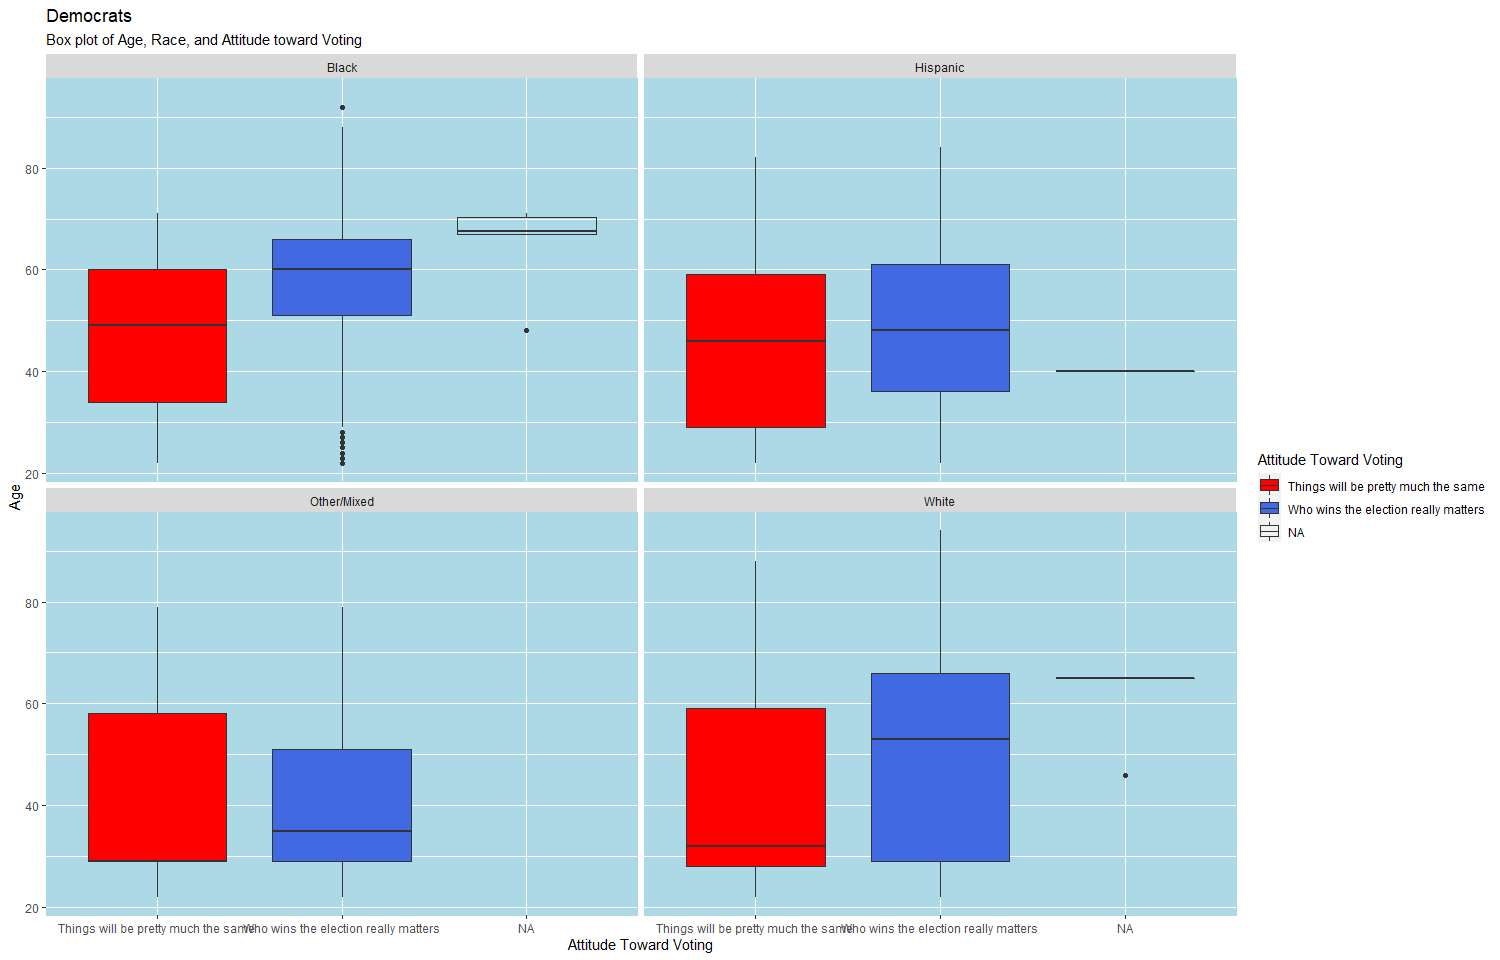 Democrats
Box plot of Age, Race, and Attitude toward Voting
Black
Hispanic
80
60
40
20
Other/Mixed
White
80
60
40
20
Age
Things will be pretty much the same
Who wins the election really matters
NA
Things will be pretty much the same
Who wins the election really matters
NA
Attitude Toward Voting
Attitude Toward Voting
Things will be pretty much the same
Who wins the election really matters
NA